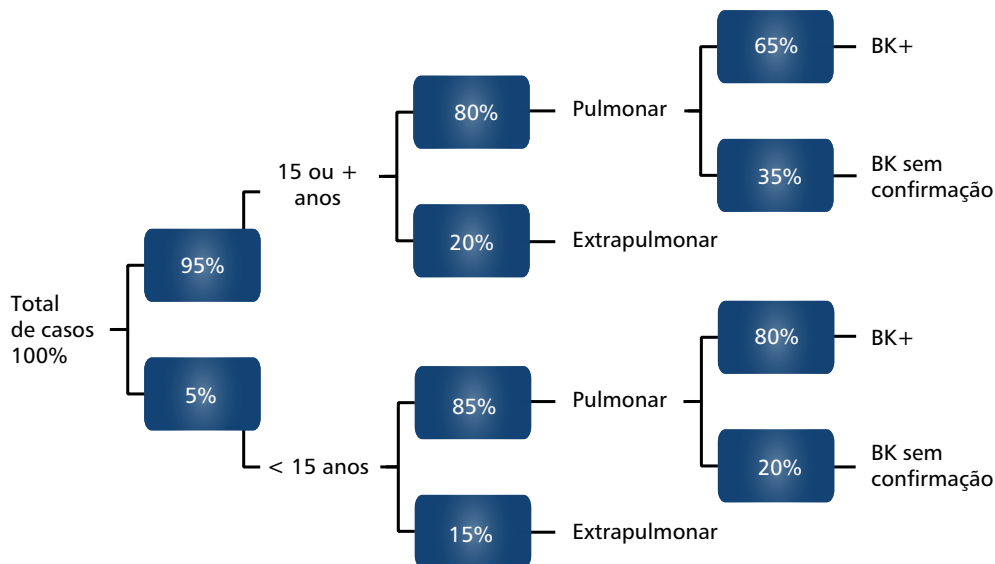 Total
de casos
100%
95%
5%
15 ou +
anos
< 15 anos
80%
20%
85%
15%
Pulmonar
Extrapulmonar
Pulmonar
Extrapulmonar
65%
35%
80%
20%
BK+
BK sem
confirmação
BK+
BK sem
confirmação